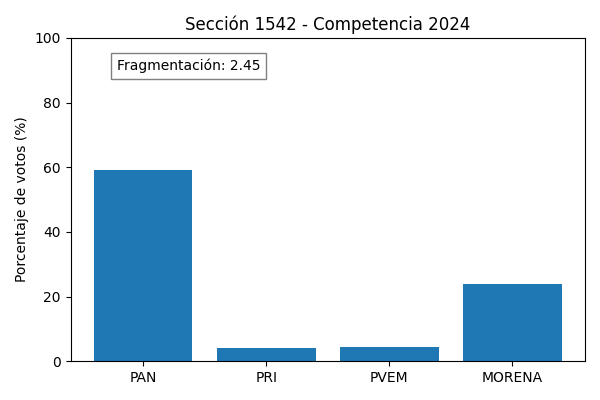 Sección 1542 - Competencia 2024
Fragmentación: 2.45
Porcentaje de votos (%)
100
80
60
40
20
0
PAN PRI PVEM MORENA